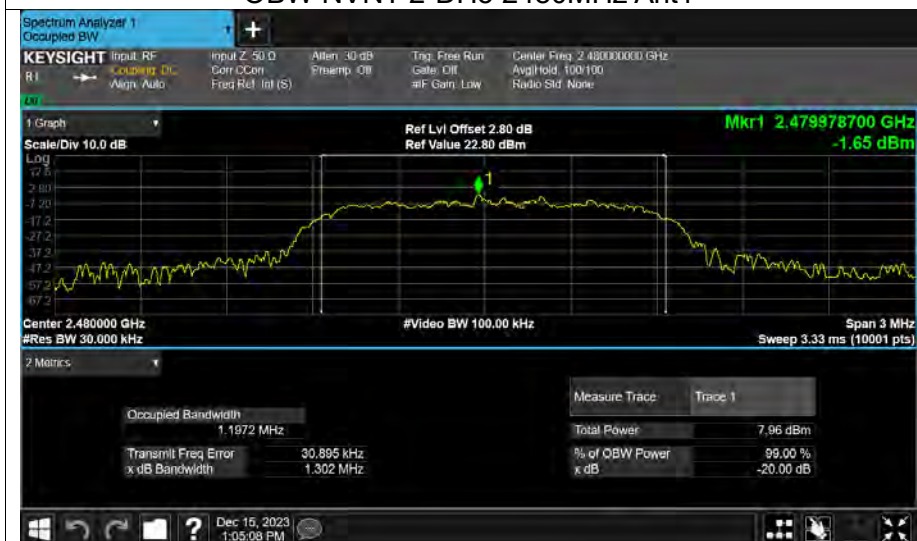 OBW NVNT 2-DH5 2480MHz Ant1
Spectrum Analyzer 1
Occupied BW
KEYSIGHT Input: RF
Coupling: DC
Align: Auto
Input Z: 50 Ω
Corr CCorr
Freq Ref: Int (S)
Atten: 30 dB
Preamp: Off
Trig: Free Run
Gate: Off
#IF Gain: Low
Center Freq: 2.480000000 GHz
Avg|Hold: 100/100
Radio Std: None
1 Graph
Scale/Div 10.0 dB
Ref Lvl Offset 2.80 dB
Ref Value 22.80 dBm
Mkr1 2.479978700 GHz
-1.65 dBm
Log
12.8
2.80
-7.20
-17.2
-27.2
-37.2
-47.2
-57.2
-67.2
1
Center 2.480000 GHz
#Res BW 30.000 kHz
#Video BW 100.00 kHz
Span 3 MHz
Sweep 3.33 ms (10001 pts)
2 Metrics
Measure Trace Trace 1
Occupied Bandwidth
1.1972 MHz
Total Power 7.96 dBm
Transmit Freq Error 30.895 kHz
% of OBW Power 99.00 %
x dB Bandwidth 1.302 MHz
x dB -20.00 dB
Dec 15, 2023
1:05:08 PM